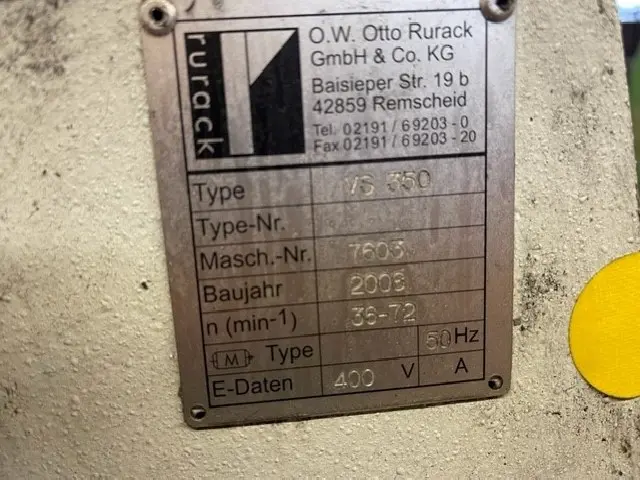 rurack
O.W. Otto Rurack
GmbH & Co. KG
Baisieper Str. 19 b
42859 Remscheid
Tel. 02191 / 69203 - 0
Fax 02191 / 69203 - 20
Type VS 350
Type-Nr.
Masch.-Nr. 7603
Baujahr
n (min-1) 36-72
M Type 50 Hz
E-Daten 400 V A